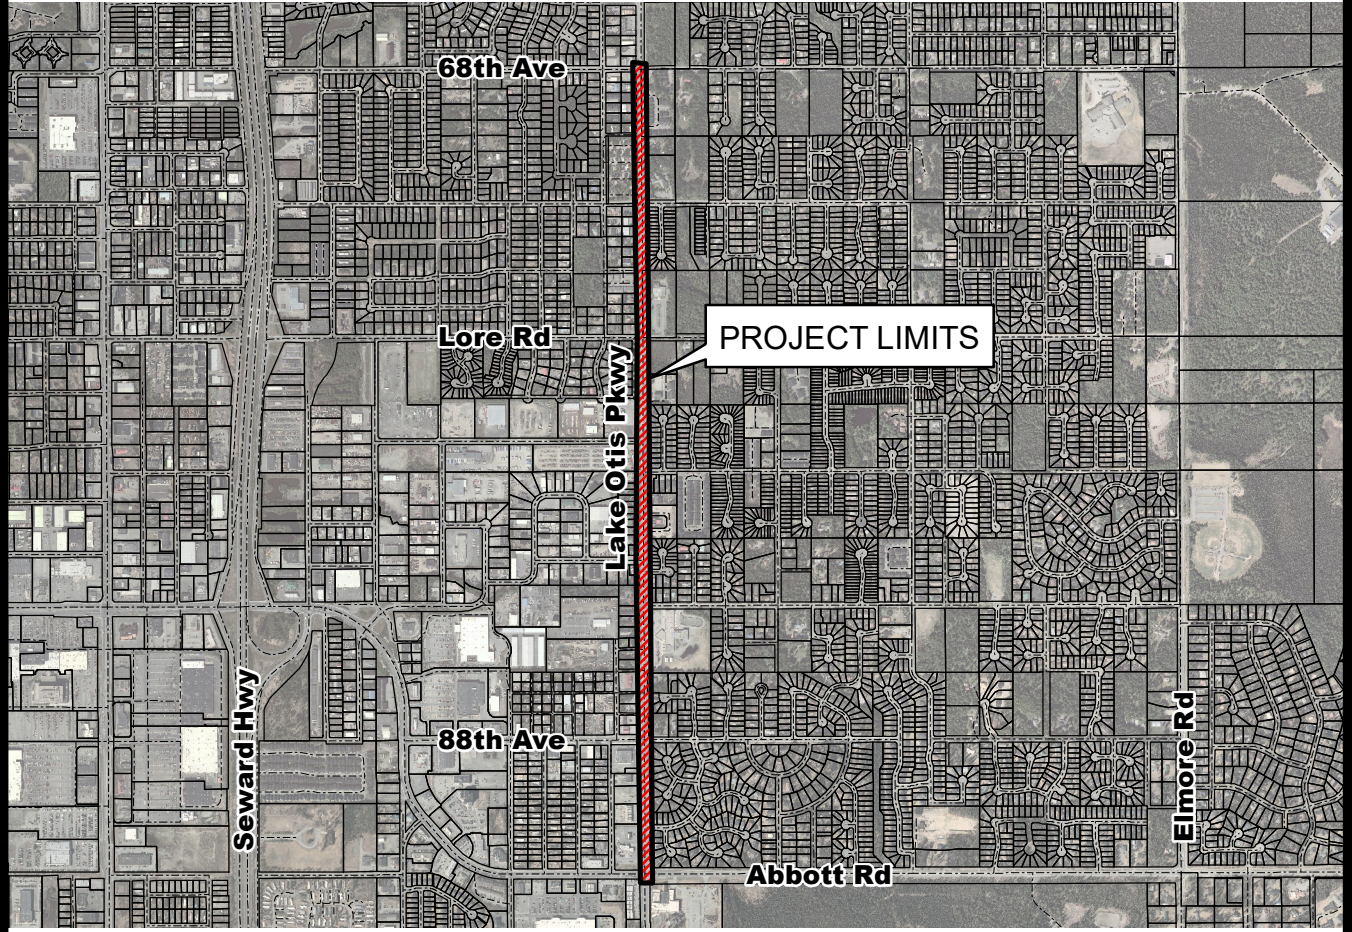 68th Ave
PROJECT LIMITS
Lore Rd
Lake Otis Pkwy
Seward Hwy
88th Ave
Elmore Rd
Abbott Rd